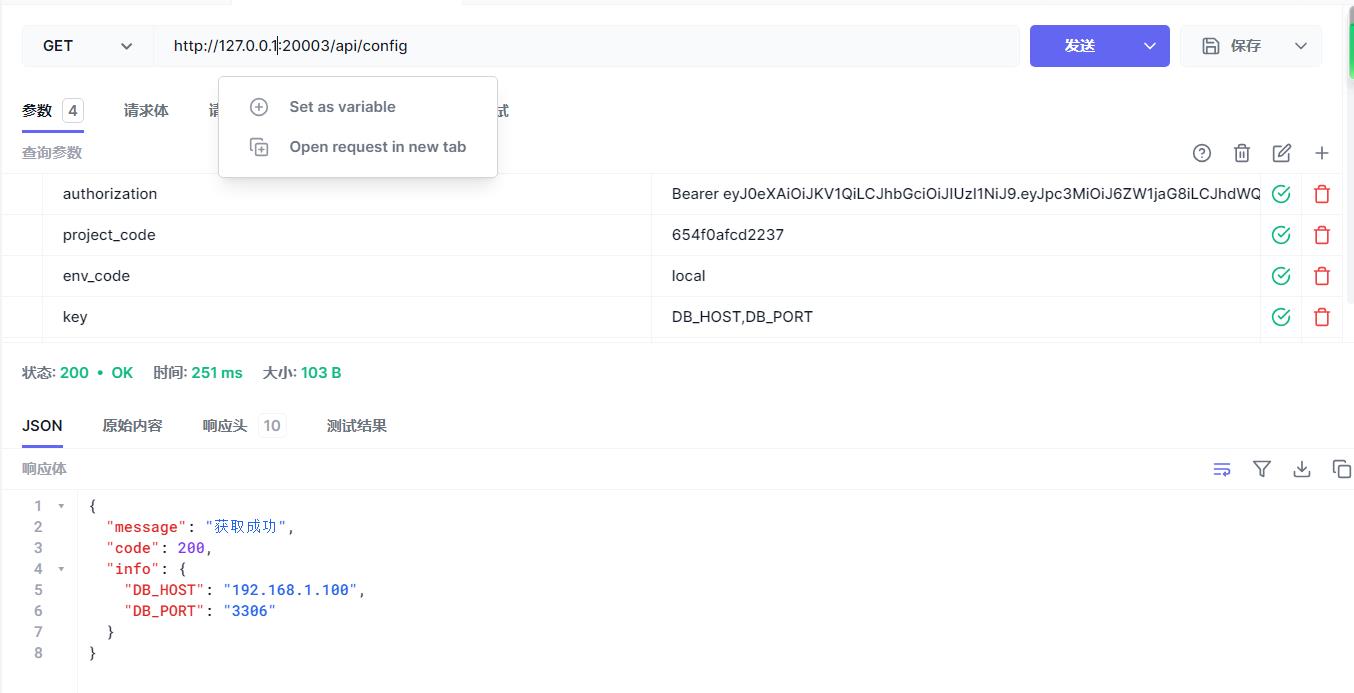 GET http://127.0.0.1:20003/api/config 发送 保存
Set as variable
Open request in new tab
参数 4 请求体 请 试
查询参数
authorization Bearer eyJ0eXAiOiJKV1QiLCJhbGciOiJIUzI1NiJ9.eyJpc3MiOiJ6ZW1jaG8iLCJhdWQ
project_code 654f0afcd2237
env_code local
key DB_HOST,DB_PORT
状态: 200 • OK 时间: 251 ms 大小: 103 B
JSON 原始内容 响应头 10 测试结果
响应体
1 {
2 "message": "获取成功",
3 "code": 200,
4 "info": {
5 "DB_HOST": "192.168.1.100",
6 "DB_PORT": "3306"
7 }
8 }